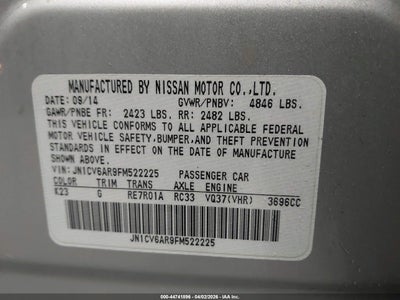 MANUFACTURED BY NISSAN MOTOR CO.,LTD.
DATE: 09/14 GVWR/PNBV: 4846 LBS.
GAWR/PNBE FR: 2423 LBS. RR: 2482 LBS.
THIS VEHICLE CONFORMS TO ALL APPLICABLE FEDERAL
MOTOR VEHICLE SAFETY, BUMPER, AND THEFT PREVENTION
STANDARDS IN EFFECT ON THE DATE OF MANUFACTURE
SHOWN ABOVE.
VIN: JN1CV6AR9FM522225 PASSENGER CAR
COLOR TRIM TRANS AXLE ENGINE
K23 G RE7R01A RC33 VQ37(VHR) 3696CC
JN1CV6AR9FM522225
000-44741896 - 04/02/2026 - IAA